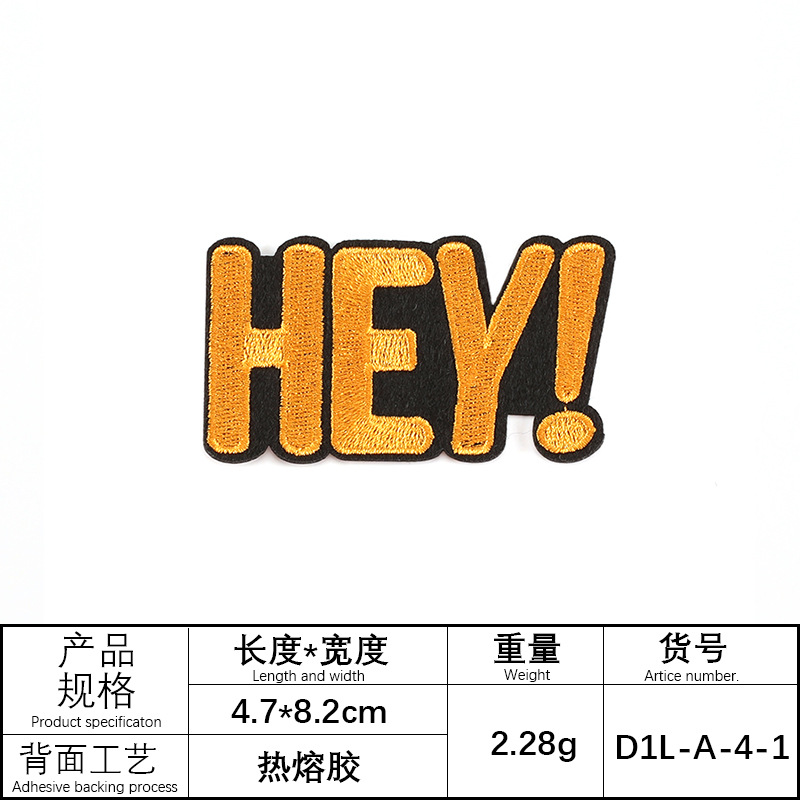 HEY!
产品
规格
Product specificaton
长度*宽度
Length and width
重量
Weight
货号
Artice number.
4.7*8.2cm
2.28g
D1L-A-4-1
背面工艺
Adhesive backing process
热熔胶